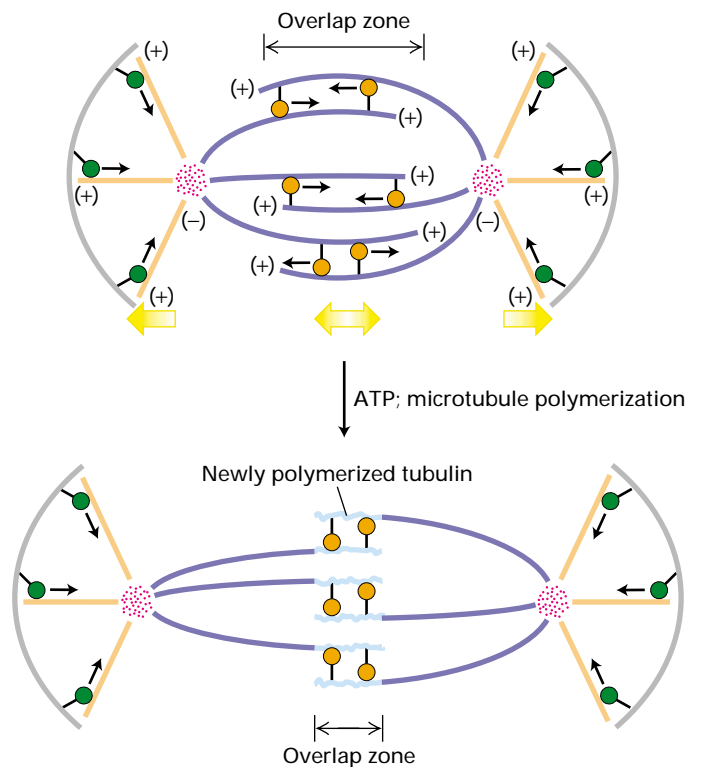 Overlap zone
(+) (+)
(+) (+)
(+) (+) (+) (+)
(−) (+) (−)
(+) (+)
(+) (+)
ATP; microtubule polymerization
Newly polymerized tubulin
Overlap zone